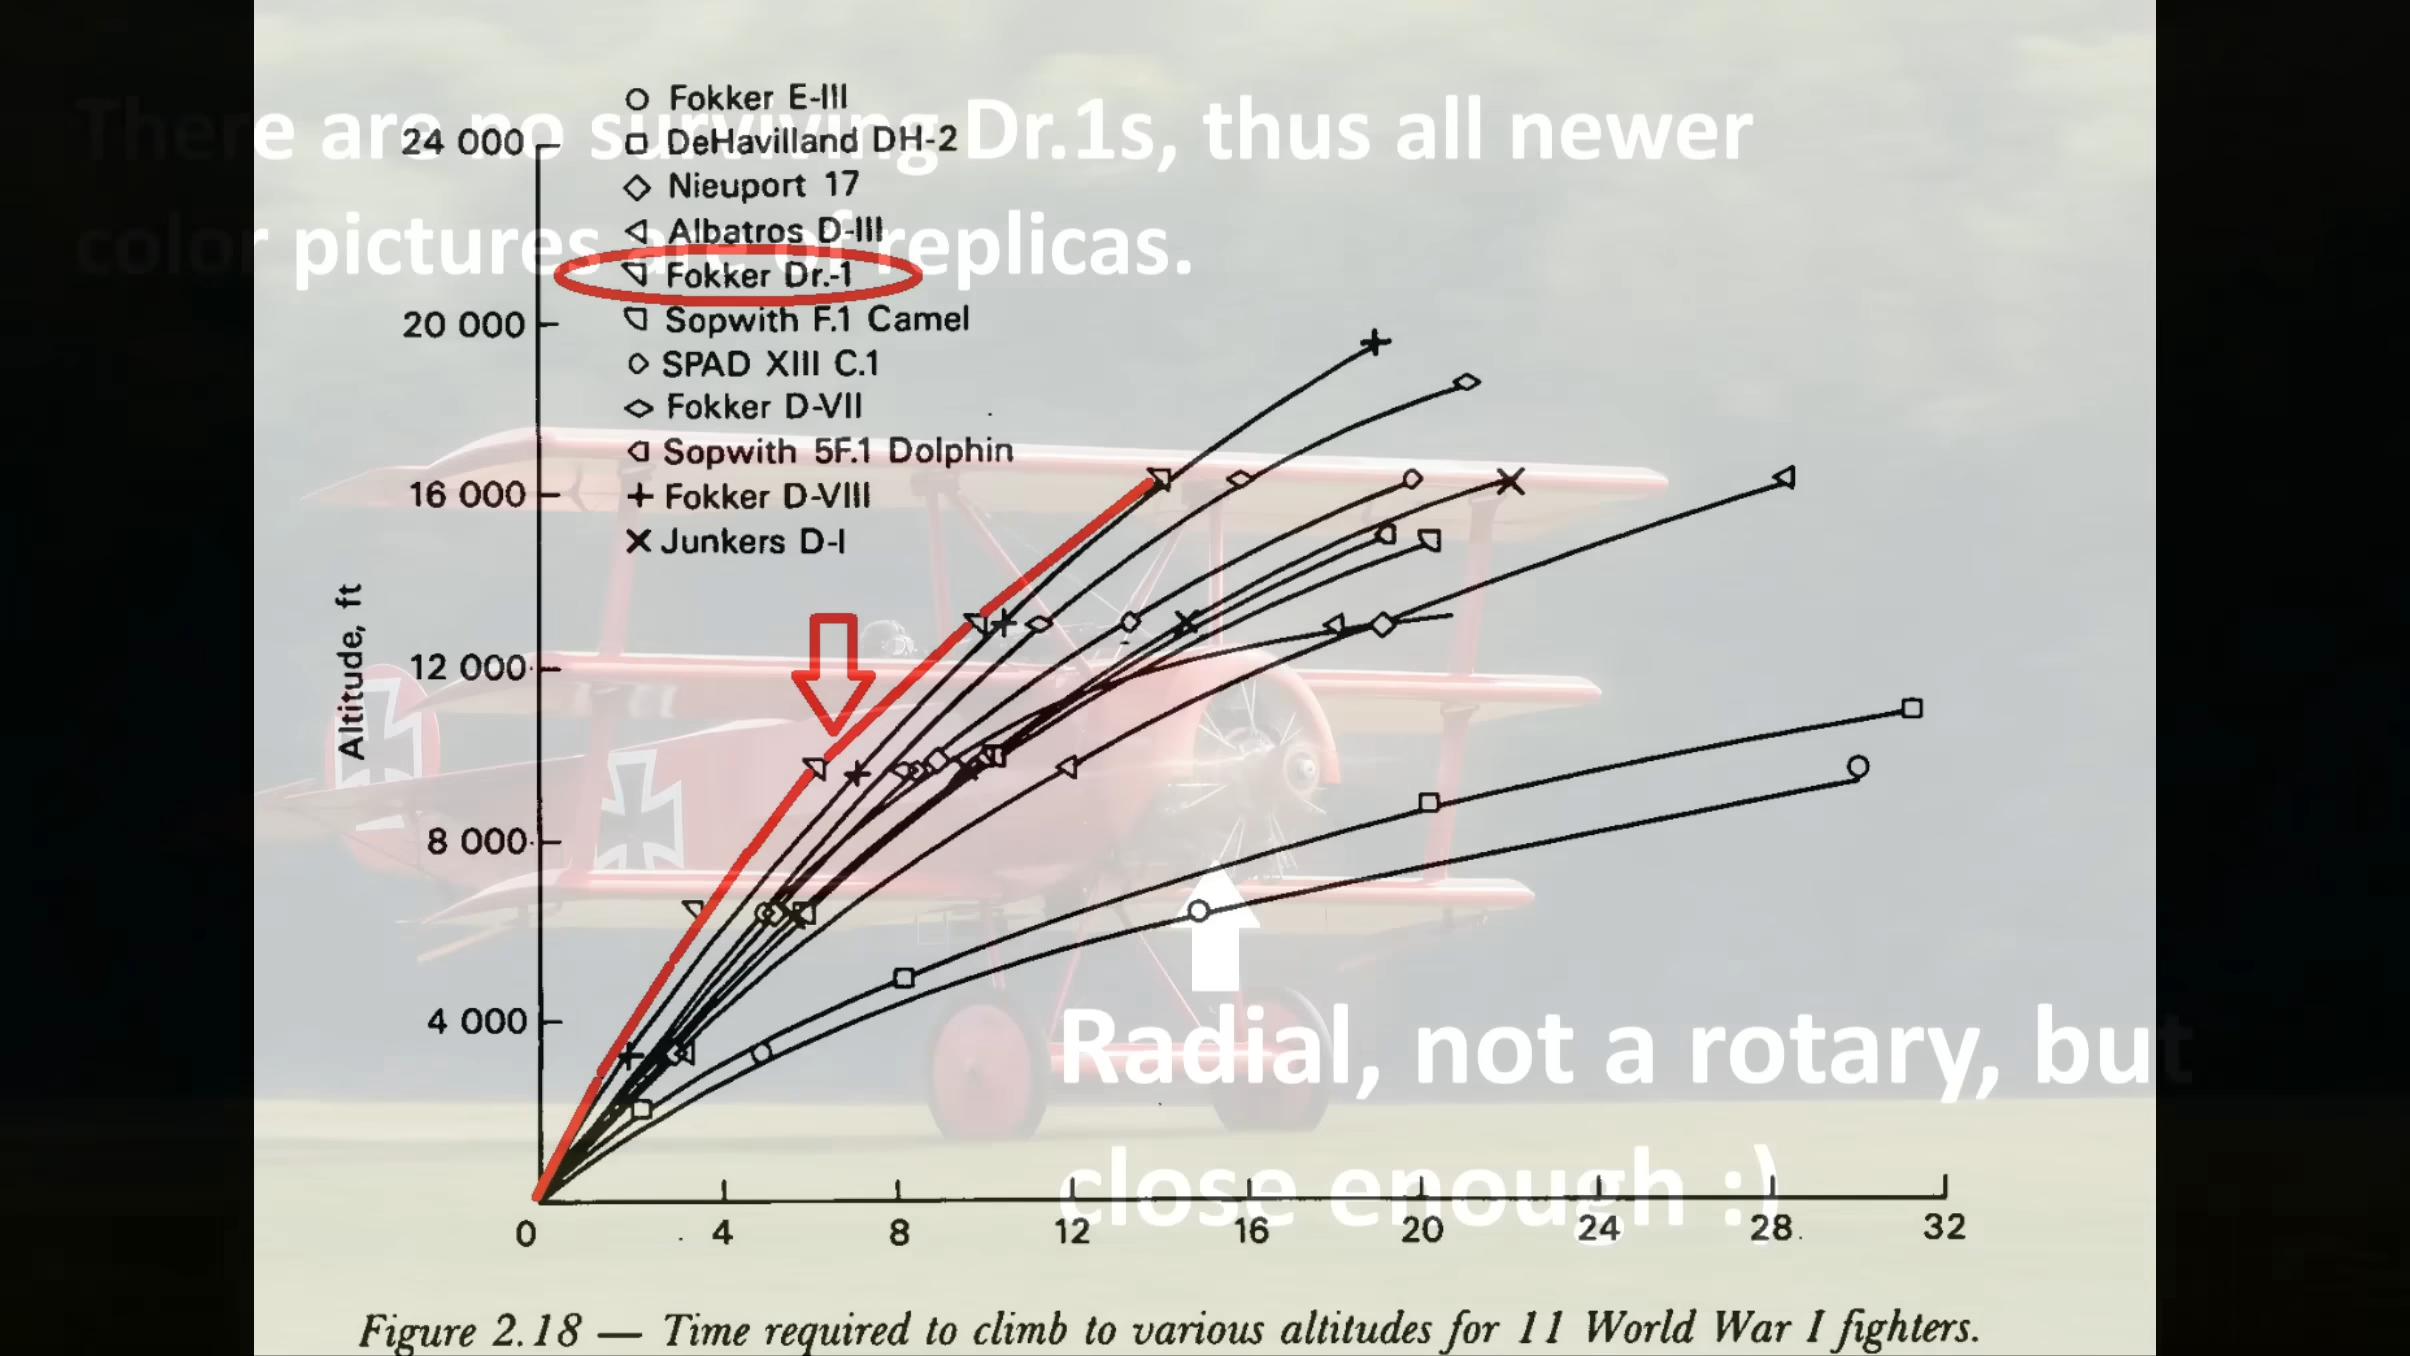 There are no surviving Dr.1s, thus all newer
color pictures are of replicas.
Fokker E-III
DeHavilland DH-2
Nieuport 17
Albatros D-III
Fokker Dr.-1
Sopwith F.1 Camel
SPAD XIII C.1
Fokker D-VII
Sopwith 5F.1 Dolphin
Fokker D-VIII
Junkers D-I
24 000
20 000
16 000
12 000
8 000
4 000
Altitude, ft
0 4 8 12 16 20 24 28 32
Radial, not a rotary, but
close enough :)
Figure 2.18 — Time required to climb to various altitudes for 11 World War I fighters.